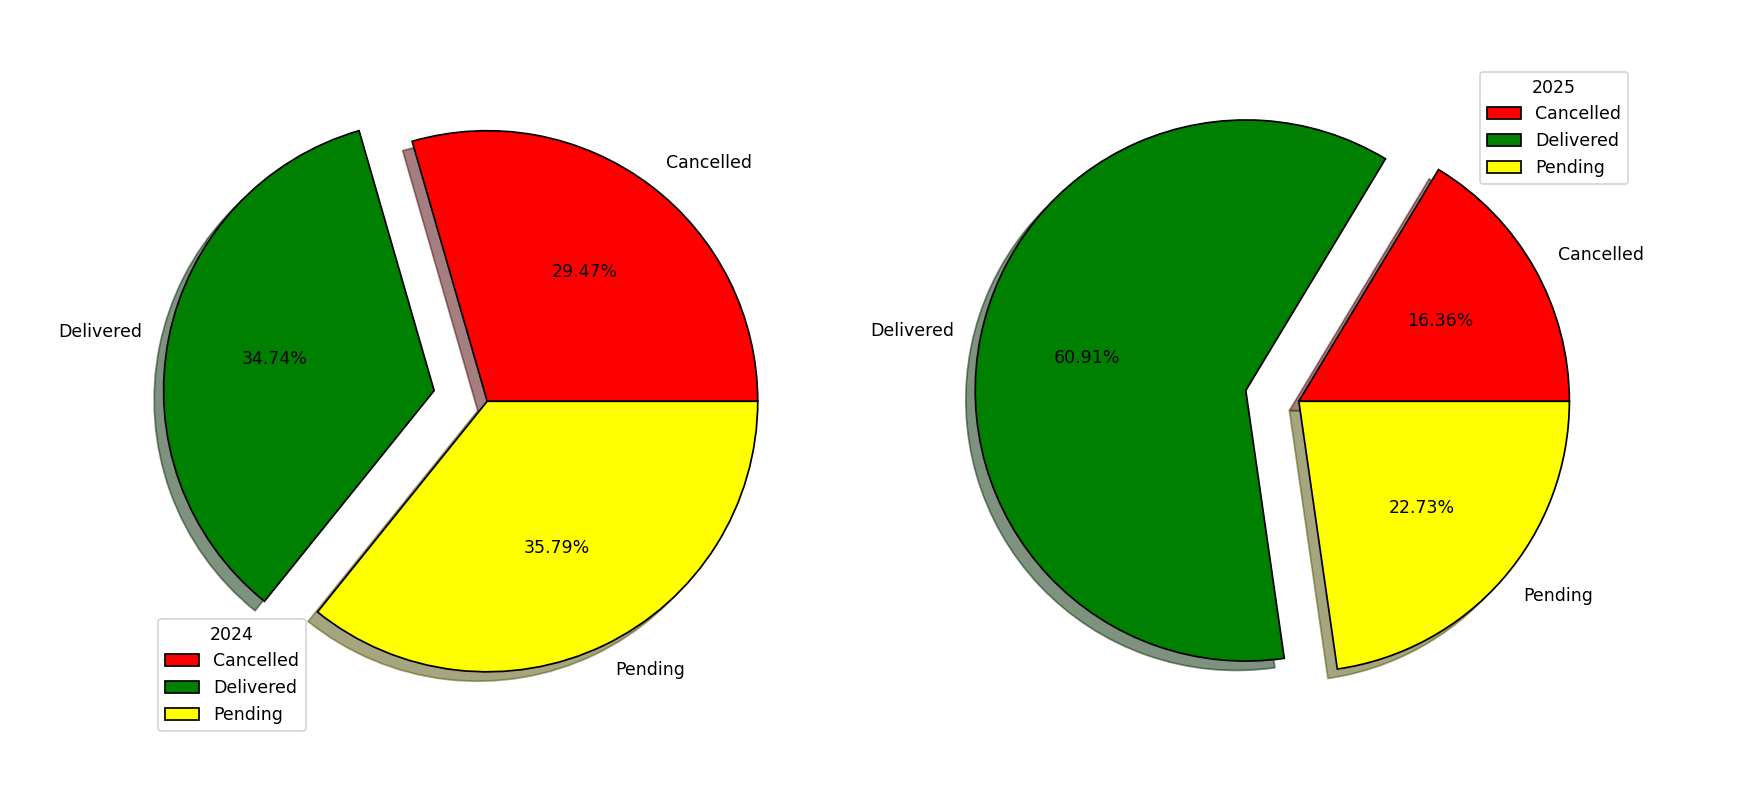 Cancelled
29.47%
Delivered
34.74%
35.79%
Pending
2024
Cancelled
Delivered
Pending
2025
Cancelled
Delivered
Pending
Cancelled
16.36%
Delivered
60.91%
22.73%
Pending